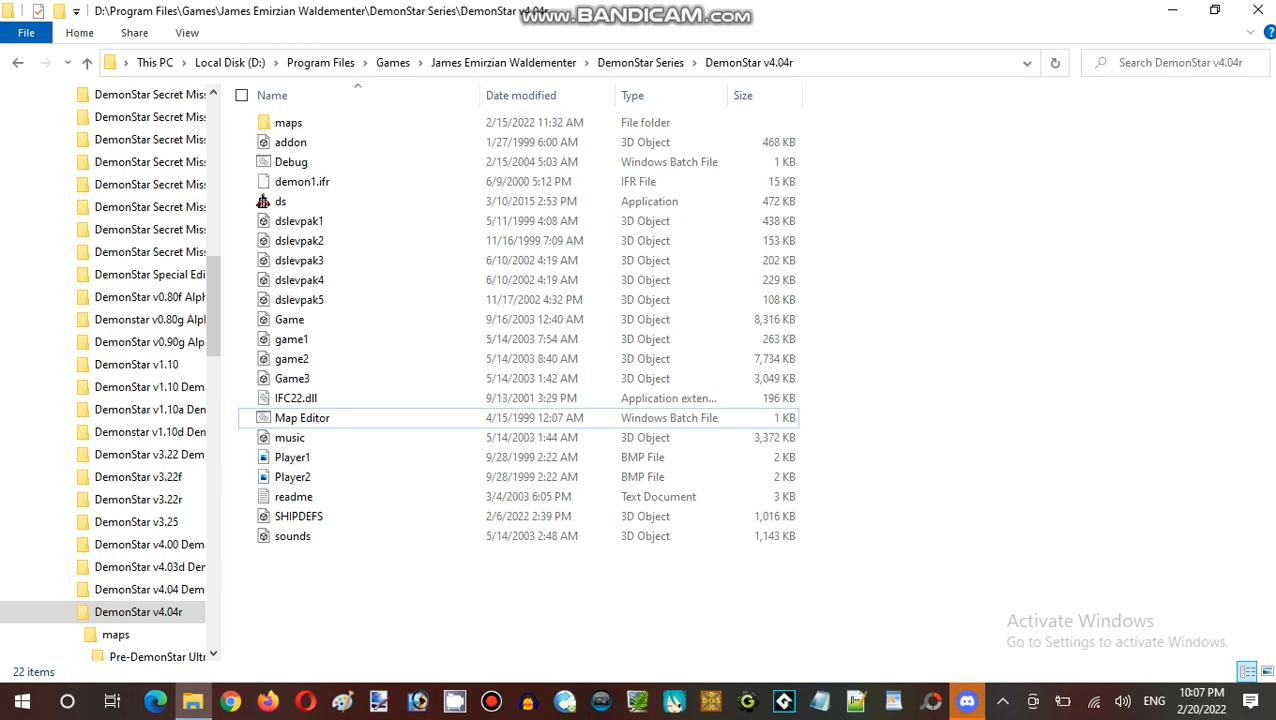 D:\Program Files\Games\James Emirzian Waldementer\DemonStar Series\DemonStar v4.04r
www.BANDICAM.com
File Home Share View
This PC > Local Disk (D:) > Program Files > Games > James Emirzian Waldementer > DemonStar Series > DemonStar v4.04r
Search DemonStar v4.04r
DemonStar Secret Mis
DemonStar Secret Mis
DemonStar Secret Mis
DemonStar Secret Mis
DemonStar Secret Mis
DemonStar Secret Mis
DemonStar Secret Mis
DemonStar Secret Mis
DemonStar Special Edi
DemonStar v0.80f Alph
Demonstar v0.80g Alp
Demonstar v0.90g Alp
DemonStar v1.10
DemonStar v1.10 Dem
DemonStar v1.10a Den
Demonstar v1.10d Den
DemonStar v3.22 Dem
DemonStar v3.22f
DemonStar v3.22r
DemonStar v3.25
DemonStar v4.00 Dem
DemonStar v4.03d Den
DemonStar v4.04 Dem
DemonStar v4.04r
maps
Pre-DemonStar Ultr
Name Date modified Type Size
maps 2/15/2022 11:32 AM File folder
addon 1/27/1999 6:00 AM 3D Object 468 KB
Debug 2/15/2004 5:03 AM Windows Batch File 1 KB
demon1.ifr 6/9/2000 5:12 PM IFR File 15 KB
ds 3/10/2015 2:53 PM Application 472 KB
dslevpak1 5/11/1999 4:08 AM 3D Object 438 KB
dslevpak2 11/16/1999 7:09 AM 3D Object 153 KB
dslevpak3 6/10/2002 4:19 AM 3D Object 202 KB
dslevpak4 6/10/2002 4:19 AM 3D Object 229 KB
dslevpak5 11/17/2002 4:32 PM 3D Object 108 KB
Game 9/16/2003 12:40 AM 3D Object 8,316 KB
game1 5/14/2003 7:54 AM 3D Object 263 KB
game2 5/14/2003 8:40 AM 3D Object 7,734 KB
Game3 5/14/2003 1:42 AM 3D Object 3,049 KB
IFC22.dll 9/13/2001 3:29 PM Application exten... 196 KB
Map Editor 4/15/1999 12:07 AM Windows Batch File 1 KB
music 5/14/2003 1:44 AM 3D Object 3,372 KB
Player1 9/28/1999 2:22 AM BMP File 2 KB
Player2 9/28/1999 2:22 AM BMP File 2 KB
readme 3/4/2003 6:05 PM Text Document 3 KB
SHIPDEFS 2/6/2022 2:39 PM 3D Object 1,016 KB
sounds 5/14/2003 2:48 AM 3D Object 1,143 KB
Activate Windows
Go to Settings to activate Windows.
22 items
ENG
10:07 PM
2/20/2022